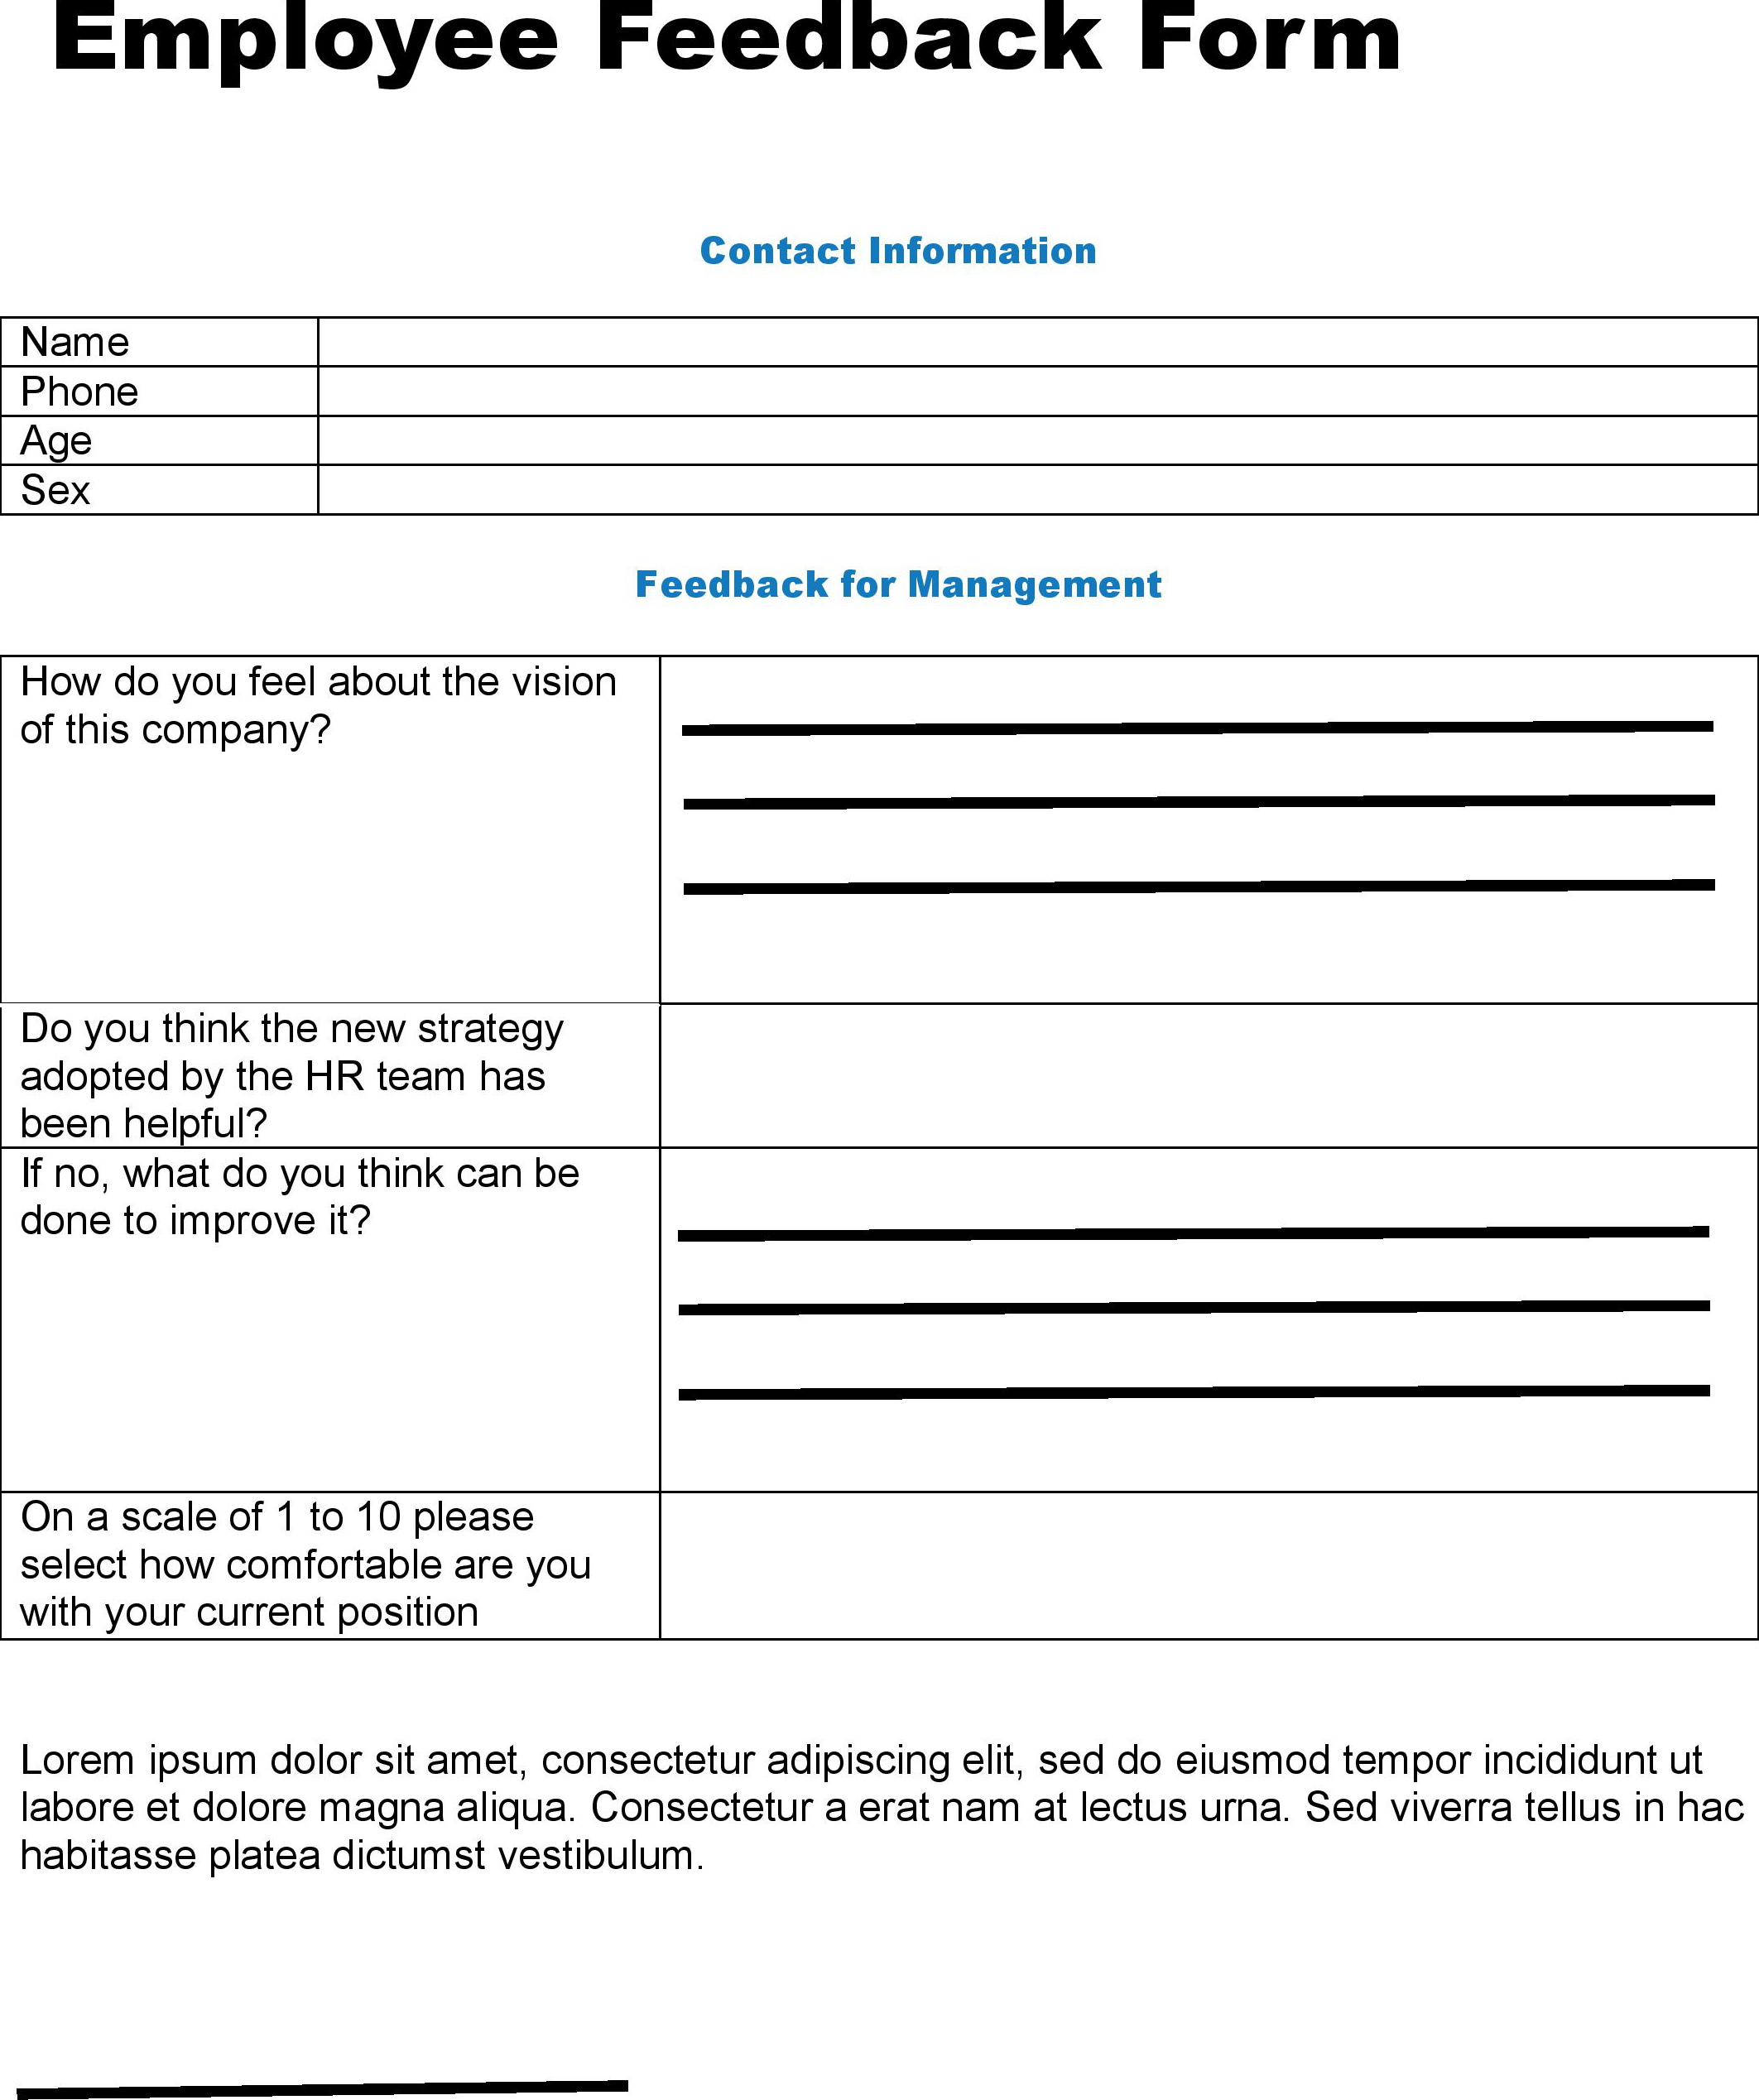 Employee Feedback Form
Contact Information
Name
Phone
Age
Sex
Feedback for Management
How do you feel about the vision
of this company?
Do you think the new strategy
adopted by the HR team has
been helpful?
If no, what do you think can be
done to improve it?
On a scale of 1 to 10 please
select how comfortable are you
with your current position
Lorem ipsum dolor sit amet, consectetur adipiscing elit, sed do eiusmod tempor incididunt ut
labore et dolore magna aliqua. Consectetur a erat nam at lectus urna. Sed viverra tellus in hac
habitasse platea dictumst vestibulum.